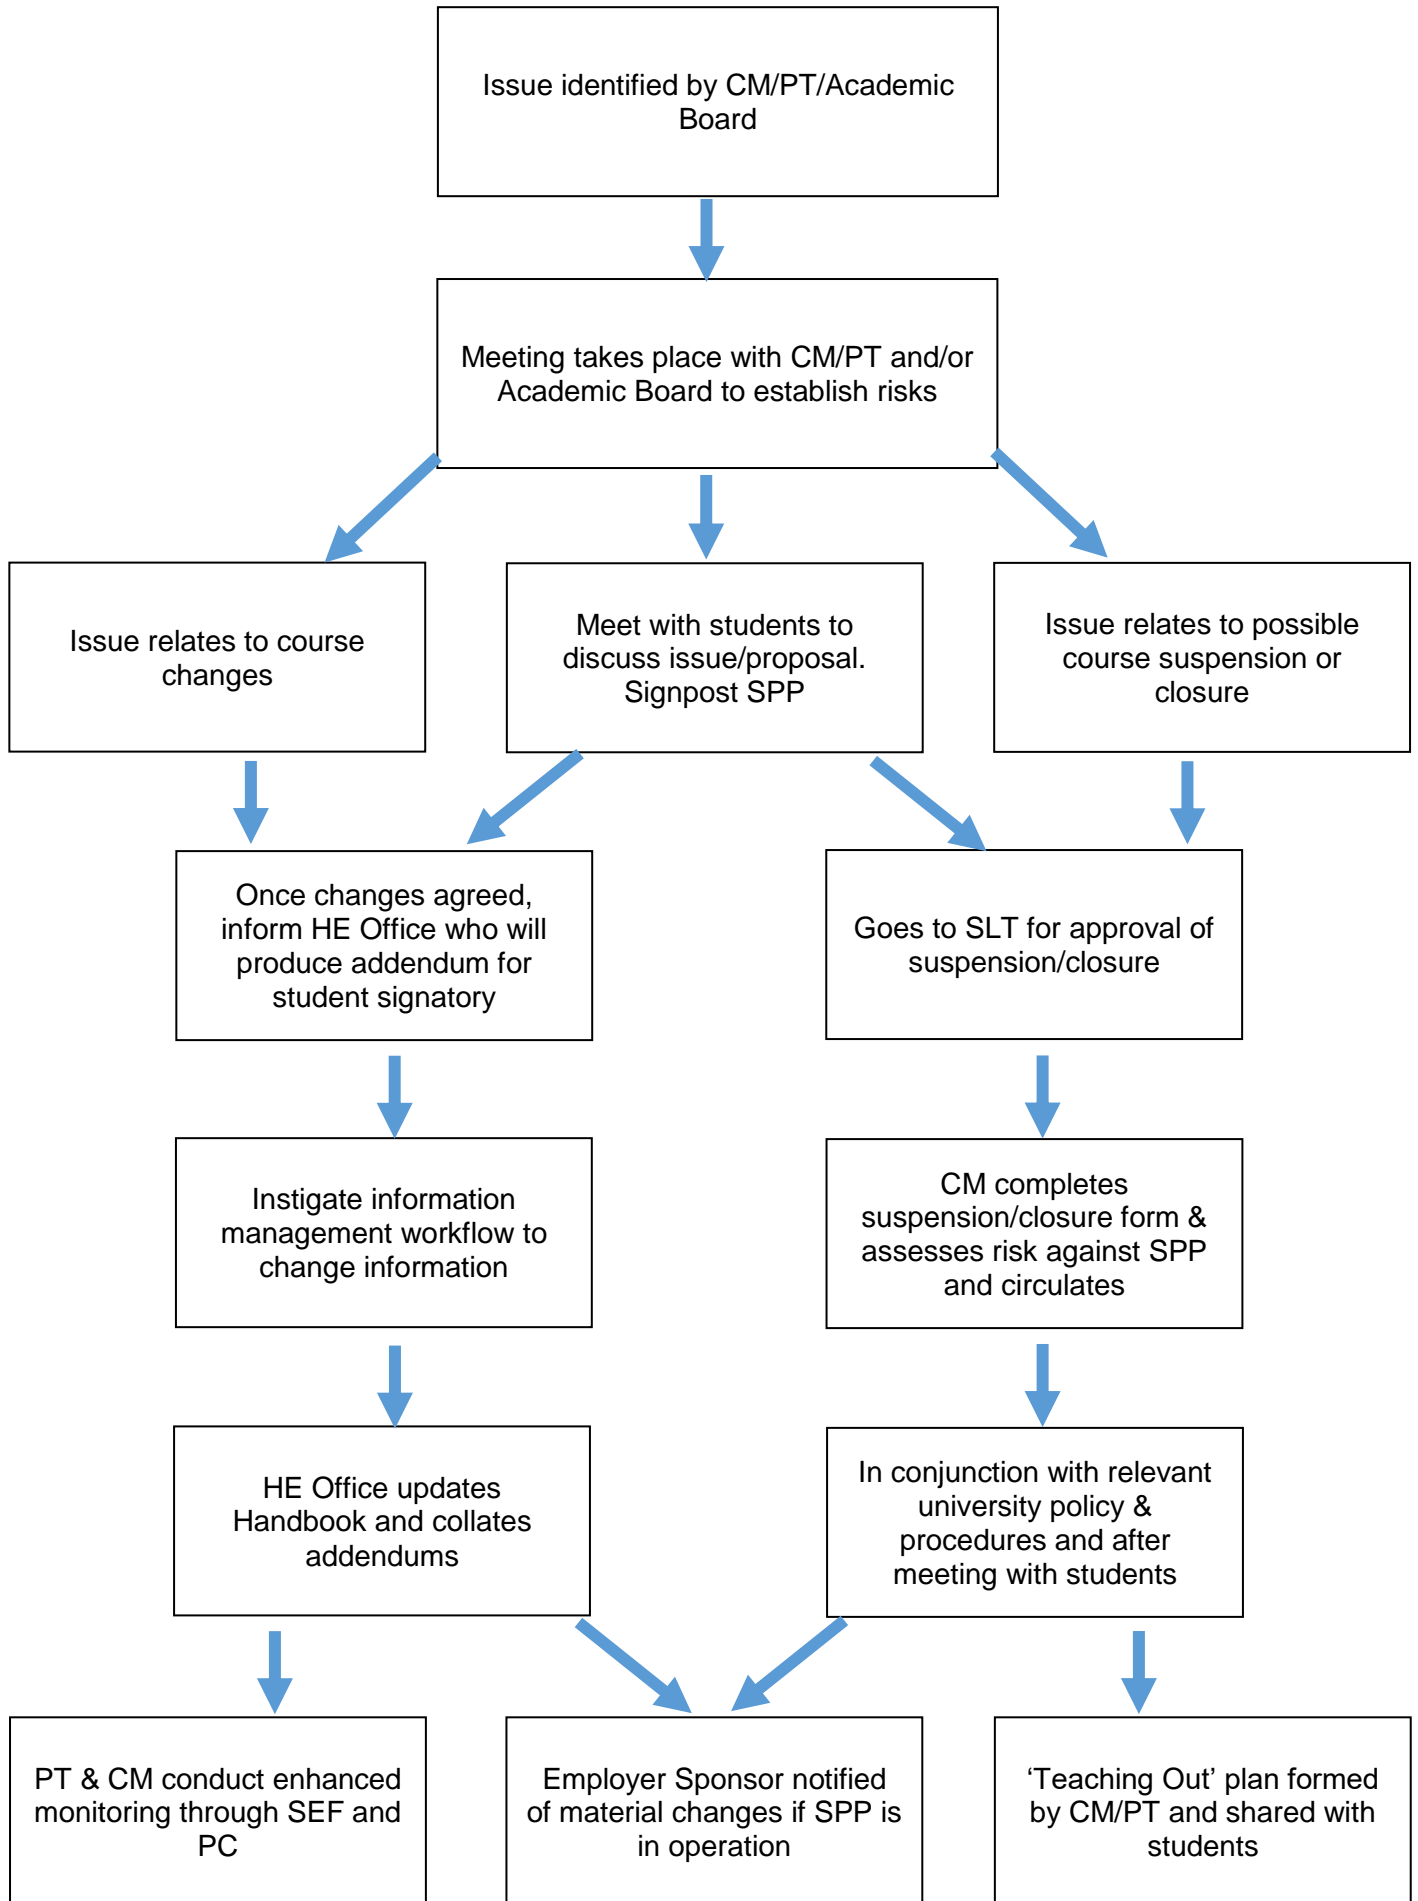 Issue identified by CM/PT/Academic
Board
Meeting takes place with CM/PT and/or
Academic Board to establish risks
Issue relates to course
changes
Meet with students to
discuss issue/proposal.
Signpost SPP
Issue relates to possible
course suspension or
closure
Once changes agreed,
inform HE Office who will
produce addendum for
student signatory
Goes to SLT for approval of
suspension/closure
Instigate information
management workflow to
change information
CM completes
suspension/closure form &
assesses risk against SPP
and circulates
HE Office updates
Handbook and collates
addendums
In conjunction with relevant
university policy &
procedures and after
meeting with students
PT & CM conduct enhanced
monitoring through SEF and
PC
Employer Sponsor notified
of material changes if SPP is
in operation
‘Teaching Out’ plan formed
by CM/PT and shared with
students